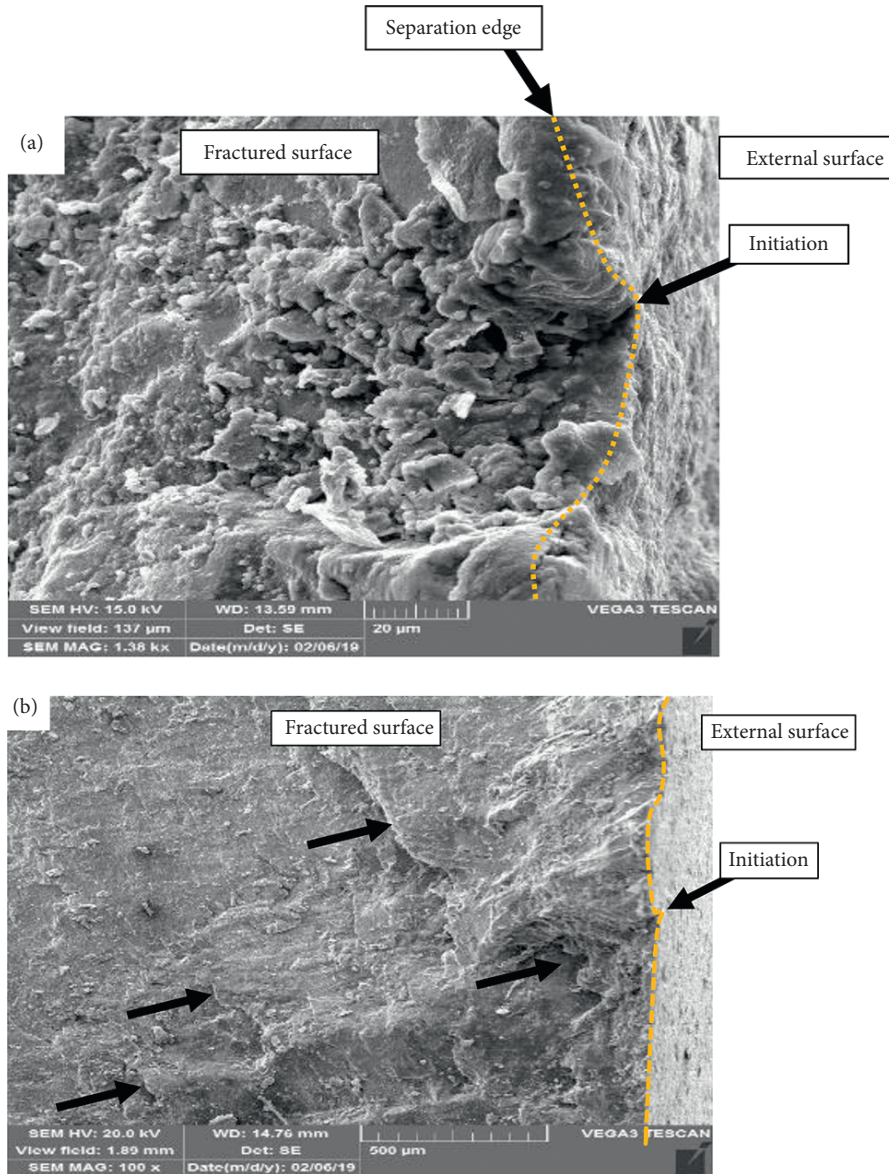 Separation edge
(a)
Fractured surface
External surface
Initiation
SEM HV: 15.0 kV WD: 13.59 mm VEGA3 TESCAN
View field: 137 µm Det: SE 20 µm
SEM MAG: 1.38 kx Date(m/d/y): 02/06/19
(b)
Fractured surface
External surface
Initiation
SEM HV: 20.0 kV WD: 14.76 mm VEGA3 TESCAN
View field: 1.89 mm Det: SE 500 µm
SEM MAG: 100 x Date(m/d/y): 02/06/19